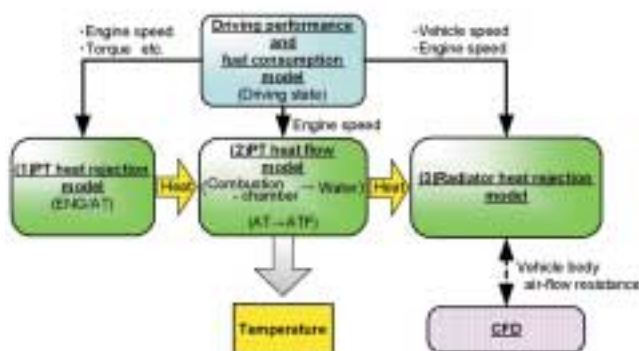 ·Engine speed
·Torque etc.
Driving performance
and
fuel consumption
model
(Driving state)
·Vehicle speed
·Engine speed
Engine speed
(1)PT heat rejection
model
(ENG/AT)
Heat
(2)PT heat flow
model
(Combustion
chamber → Water)
(AT→ATF)
Heat
(3)Radiator heat rejection
model
Vehicle body
air-flow resistance
Temperature
CFD